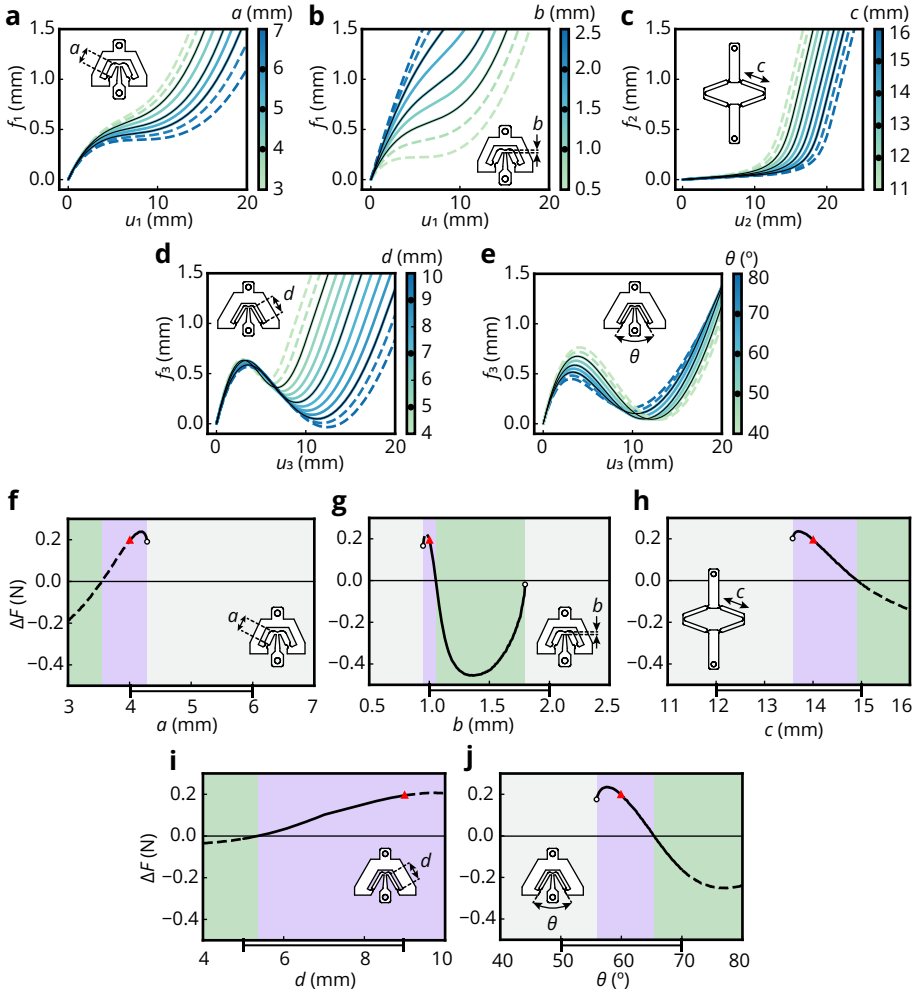 a
a (mm)
b
b (mm)
c
c (mm)
f₁ (mm)
1.5
1.0
0.5
0.0
a
7
6
5
4
3
0
10
20
u₁ (mm)
f₁ (mm)
1.5
1.0
0.5
0.0
b
2.5
2.0
1.5
1.0
0.5
0
10
20
u₁ (mm)
f₂ (mm)
1.5
1.0
0.5
0.0
c
16
15
14
13
12
11
0
10
20
u₂ (mm)
d
d (mm)
e
θ (º)
f₃ (mm)
1.5
1.0
0.5
0.0
d
10
9
8
7
6
5
4
0
10
20
u₃ (mm)
f₃ (mm)
1.5
1.0
0.5
0.0
θ
80
70
60
50
40
0
10
20
u₃ (mm)
f
g
h
ΔF (N)
0.2
0.0
−0.2
−0.4
a
3
4
5
6
7
a (mm)
0.2
0.0
−0.2
−0.4
b
0.5
1.0
1.5
2.0
2.5
b (mm)
0.2
0.0
−0.2
−0.4
c
11
12
13
14
15
16
c (mm)
i
j
ΔF (N)
0.2
0.0
−0.2
−0.4
d
4
5
6
7
8
9
10
d (mm)
0.2
0.0
−0.2
−0.4
θ
40
50
60
70
80
θ (º)